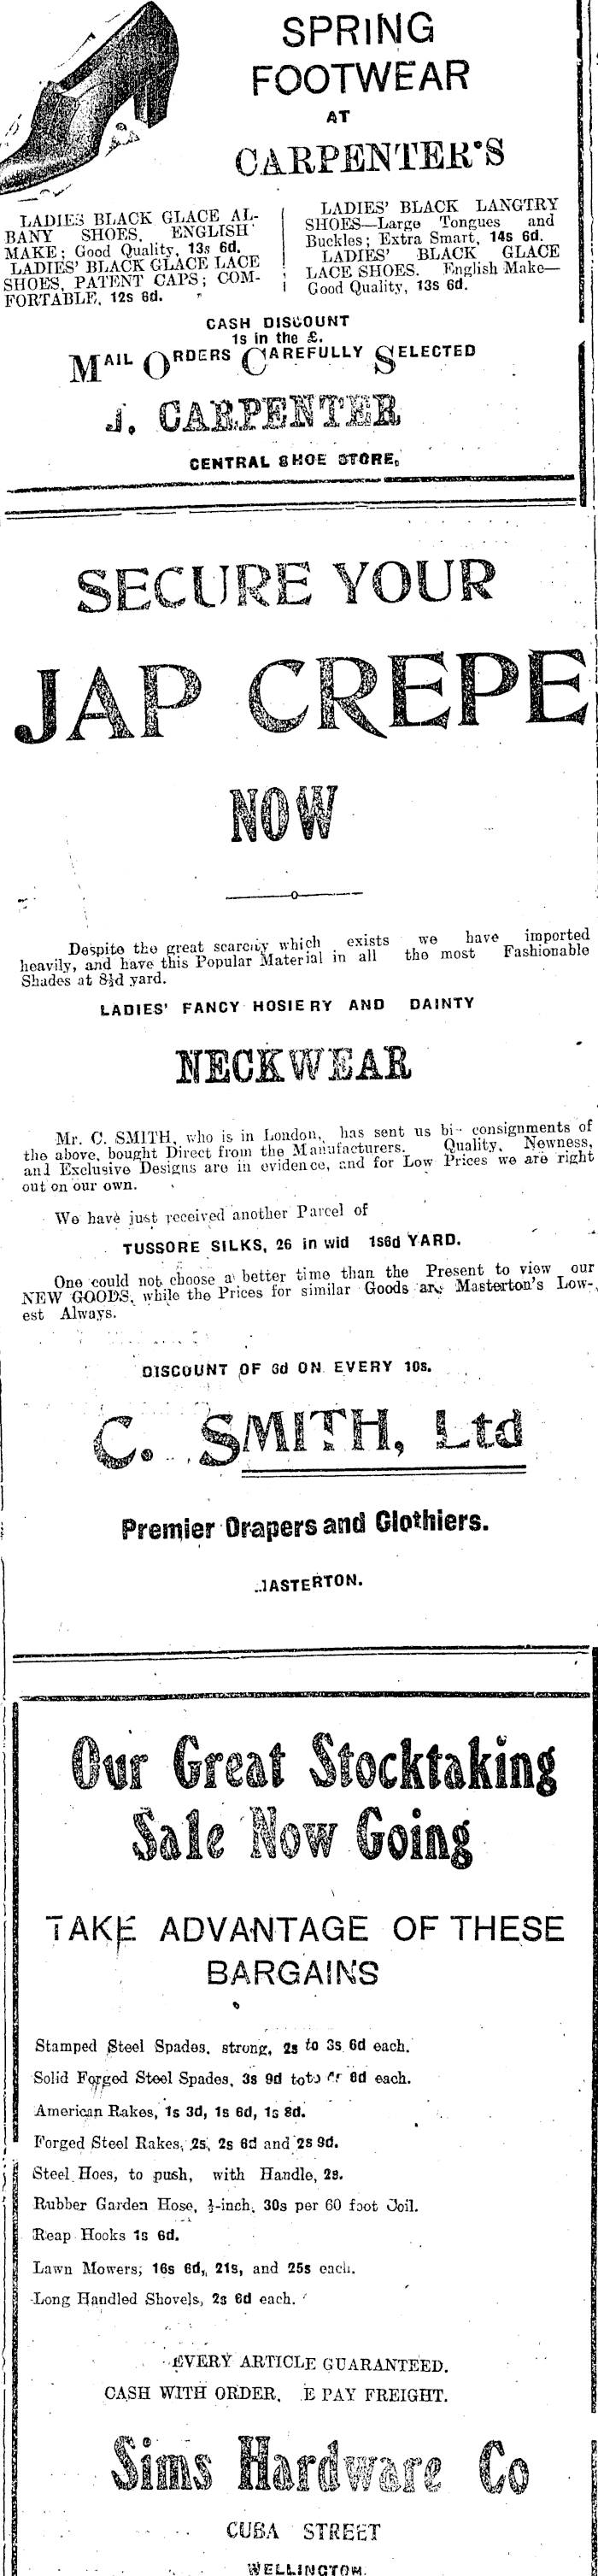 SPRING
FOOTWEAR
AT
CARPENTER'S
LADIES BLACK GLACE AL-
BANY SHOES, ENGLISH
MAKE; Good Quality, 13s 6d.
LADIES' BLACK GLACE LACE
SHOES, PATENT CAPS; COM-
FORTABLE, 12s 6d.
LADIES' BLACK LANGTRY
SHOES—Large Tongues and
Buckles; Extra Smart, 14s 6d.
LADIES' BLACK GLACE
LACE SHOES. English Make—
Good Quality, 13s 6d.
CASH DISCOUNT
1s in the £.
MAIL ORDERS CAREFULLY SELECTED
J. CARPENTER
CENTRAL SHOE STORE,
SECURE YOUR
JAP CREPE
NOW
Despite the great scarcity which exists we have imported
heavily, and have this Popular Material in all the most Fashionable
Shades at 8½d yard.
LADIES' FANCY HOSIERY AND DAINTY
NECKWEAR
Mr. C. SMITH, who is in London, has sent us consignments of
the above, bought Direct from the Manufacturers. Quality, Newness,
and Exclusive Designs are in evidence, and for Low Prices we are right
out on our own.
We have just received another Parcel of
TUSSORE SILKS, 26 in wid 1s6d YARD.
One could not choose a better time than the Present to view our
NEW GOODS, while the Prices for similar Goods are Masterton's Low-
est Always.
DISCOUNT OF 6d ON EVERY 10s.
C. SMITH, Ltd
Premier Drapers and Clothiers.
MASTERTON.
Our Great Stocktaking
Sale Now Going
TAKE ADVANTAGE OF THESE
BARGAINS
Stamped Steel Spades, strong, 2s to 3s 6d each.
Solid Forged Steel Spades, 3s 9d 6d each.
American Rakes, 1s 3d, 1s 6d, 1s 8d.
Forged Steel Rakes, 2s, 2s 6d and 2s 9d.
Steel Hoes, to push, with Handle, 2s.
Rubber Garden Hose, ½-inch, 30s per 60 foot Coil.
Reap Hooks 1s 6d.
Lawn Mowers, 16s 6d, 21s, and 25s each.
Long Handled Shovels, 2s 6d each.
EVERY ARTICLE GUARANTEED.
CASH WITH ORDER. E PAY FREIGHT.
Sims Hardware Co
CUBA STREET
WELLINGTON.